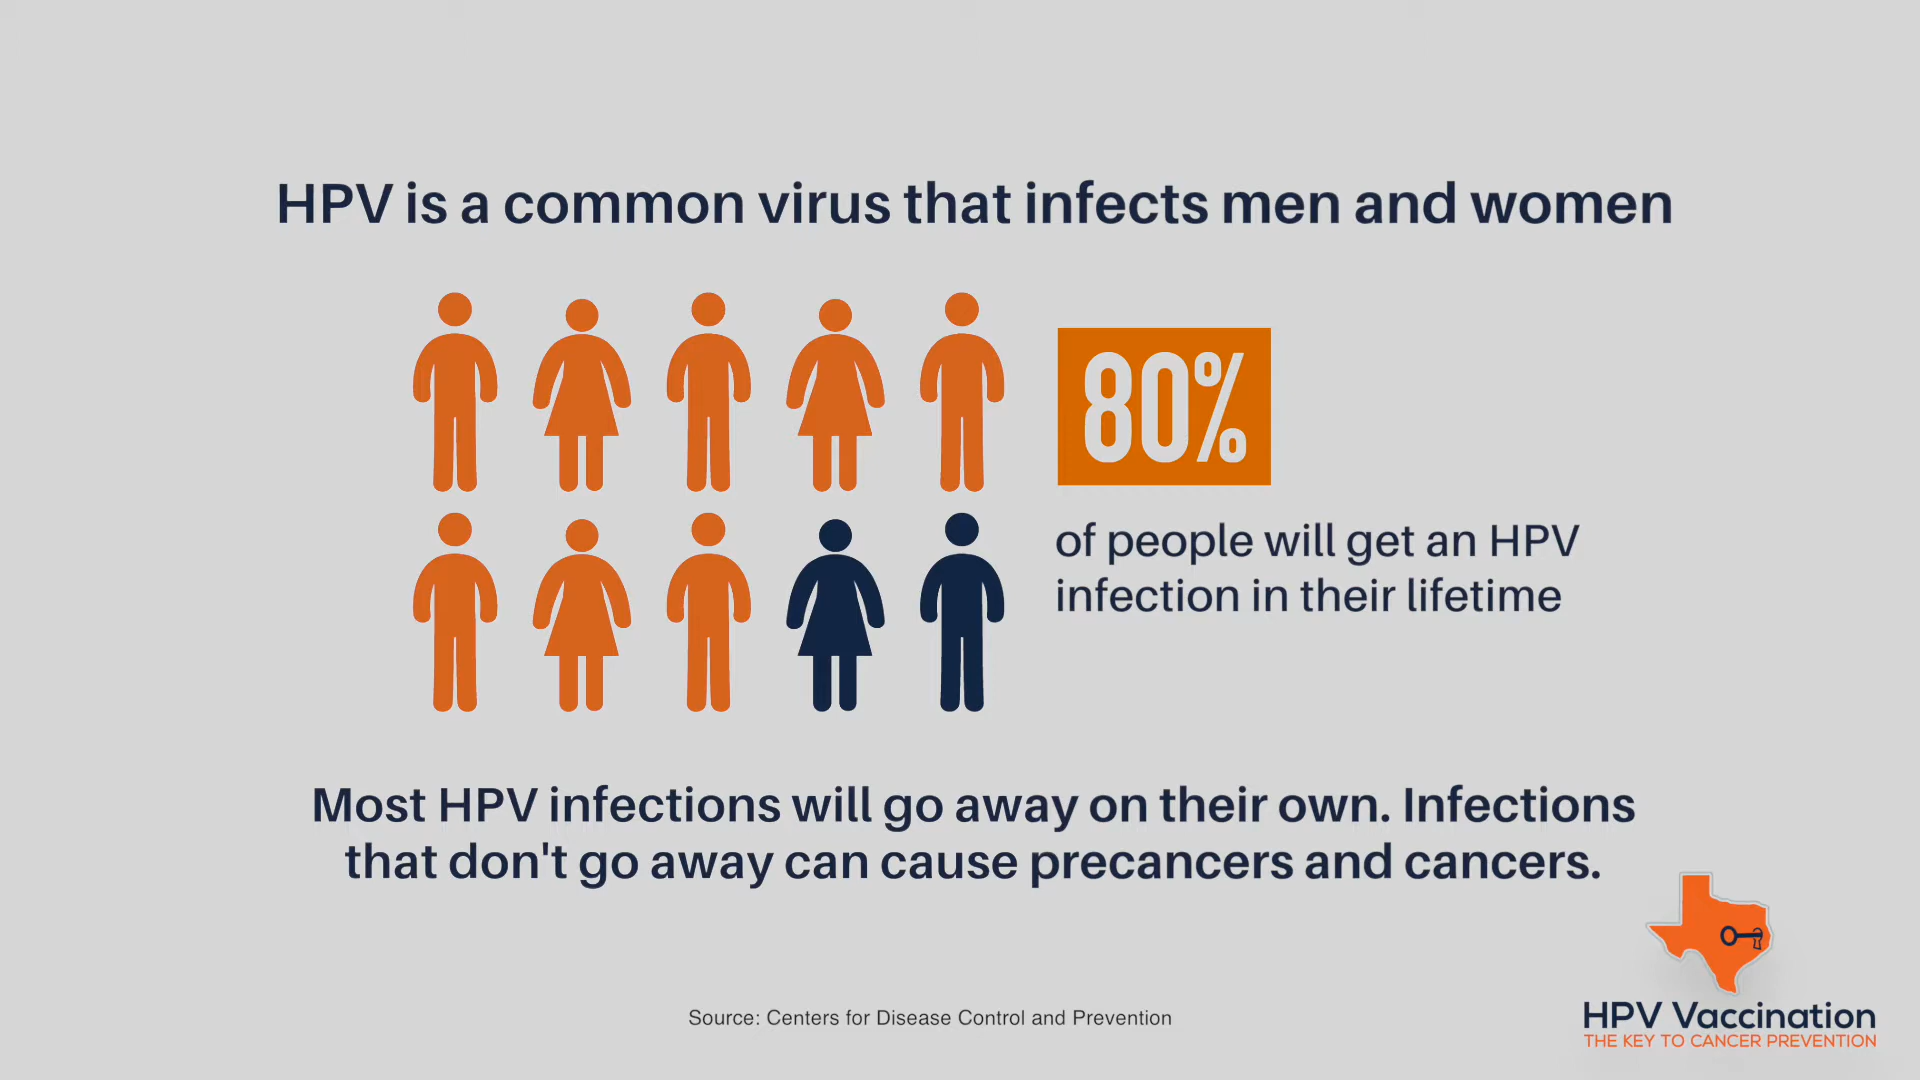 HPV is a common virus that infects men and women
80%
of people will get an HPV
infection in their lifetime
Most HPV infections will go away on their own. Infections
that don't go away can cause precancers and cancers.
Source: Centers for Disease Control and Prevention
HPV Vaccination
THE KEY TO CANCER PREVENTION